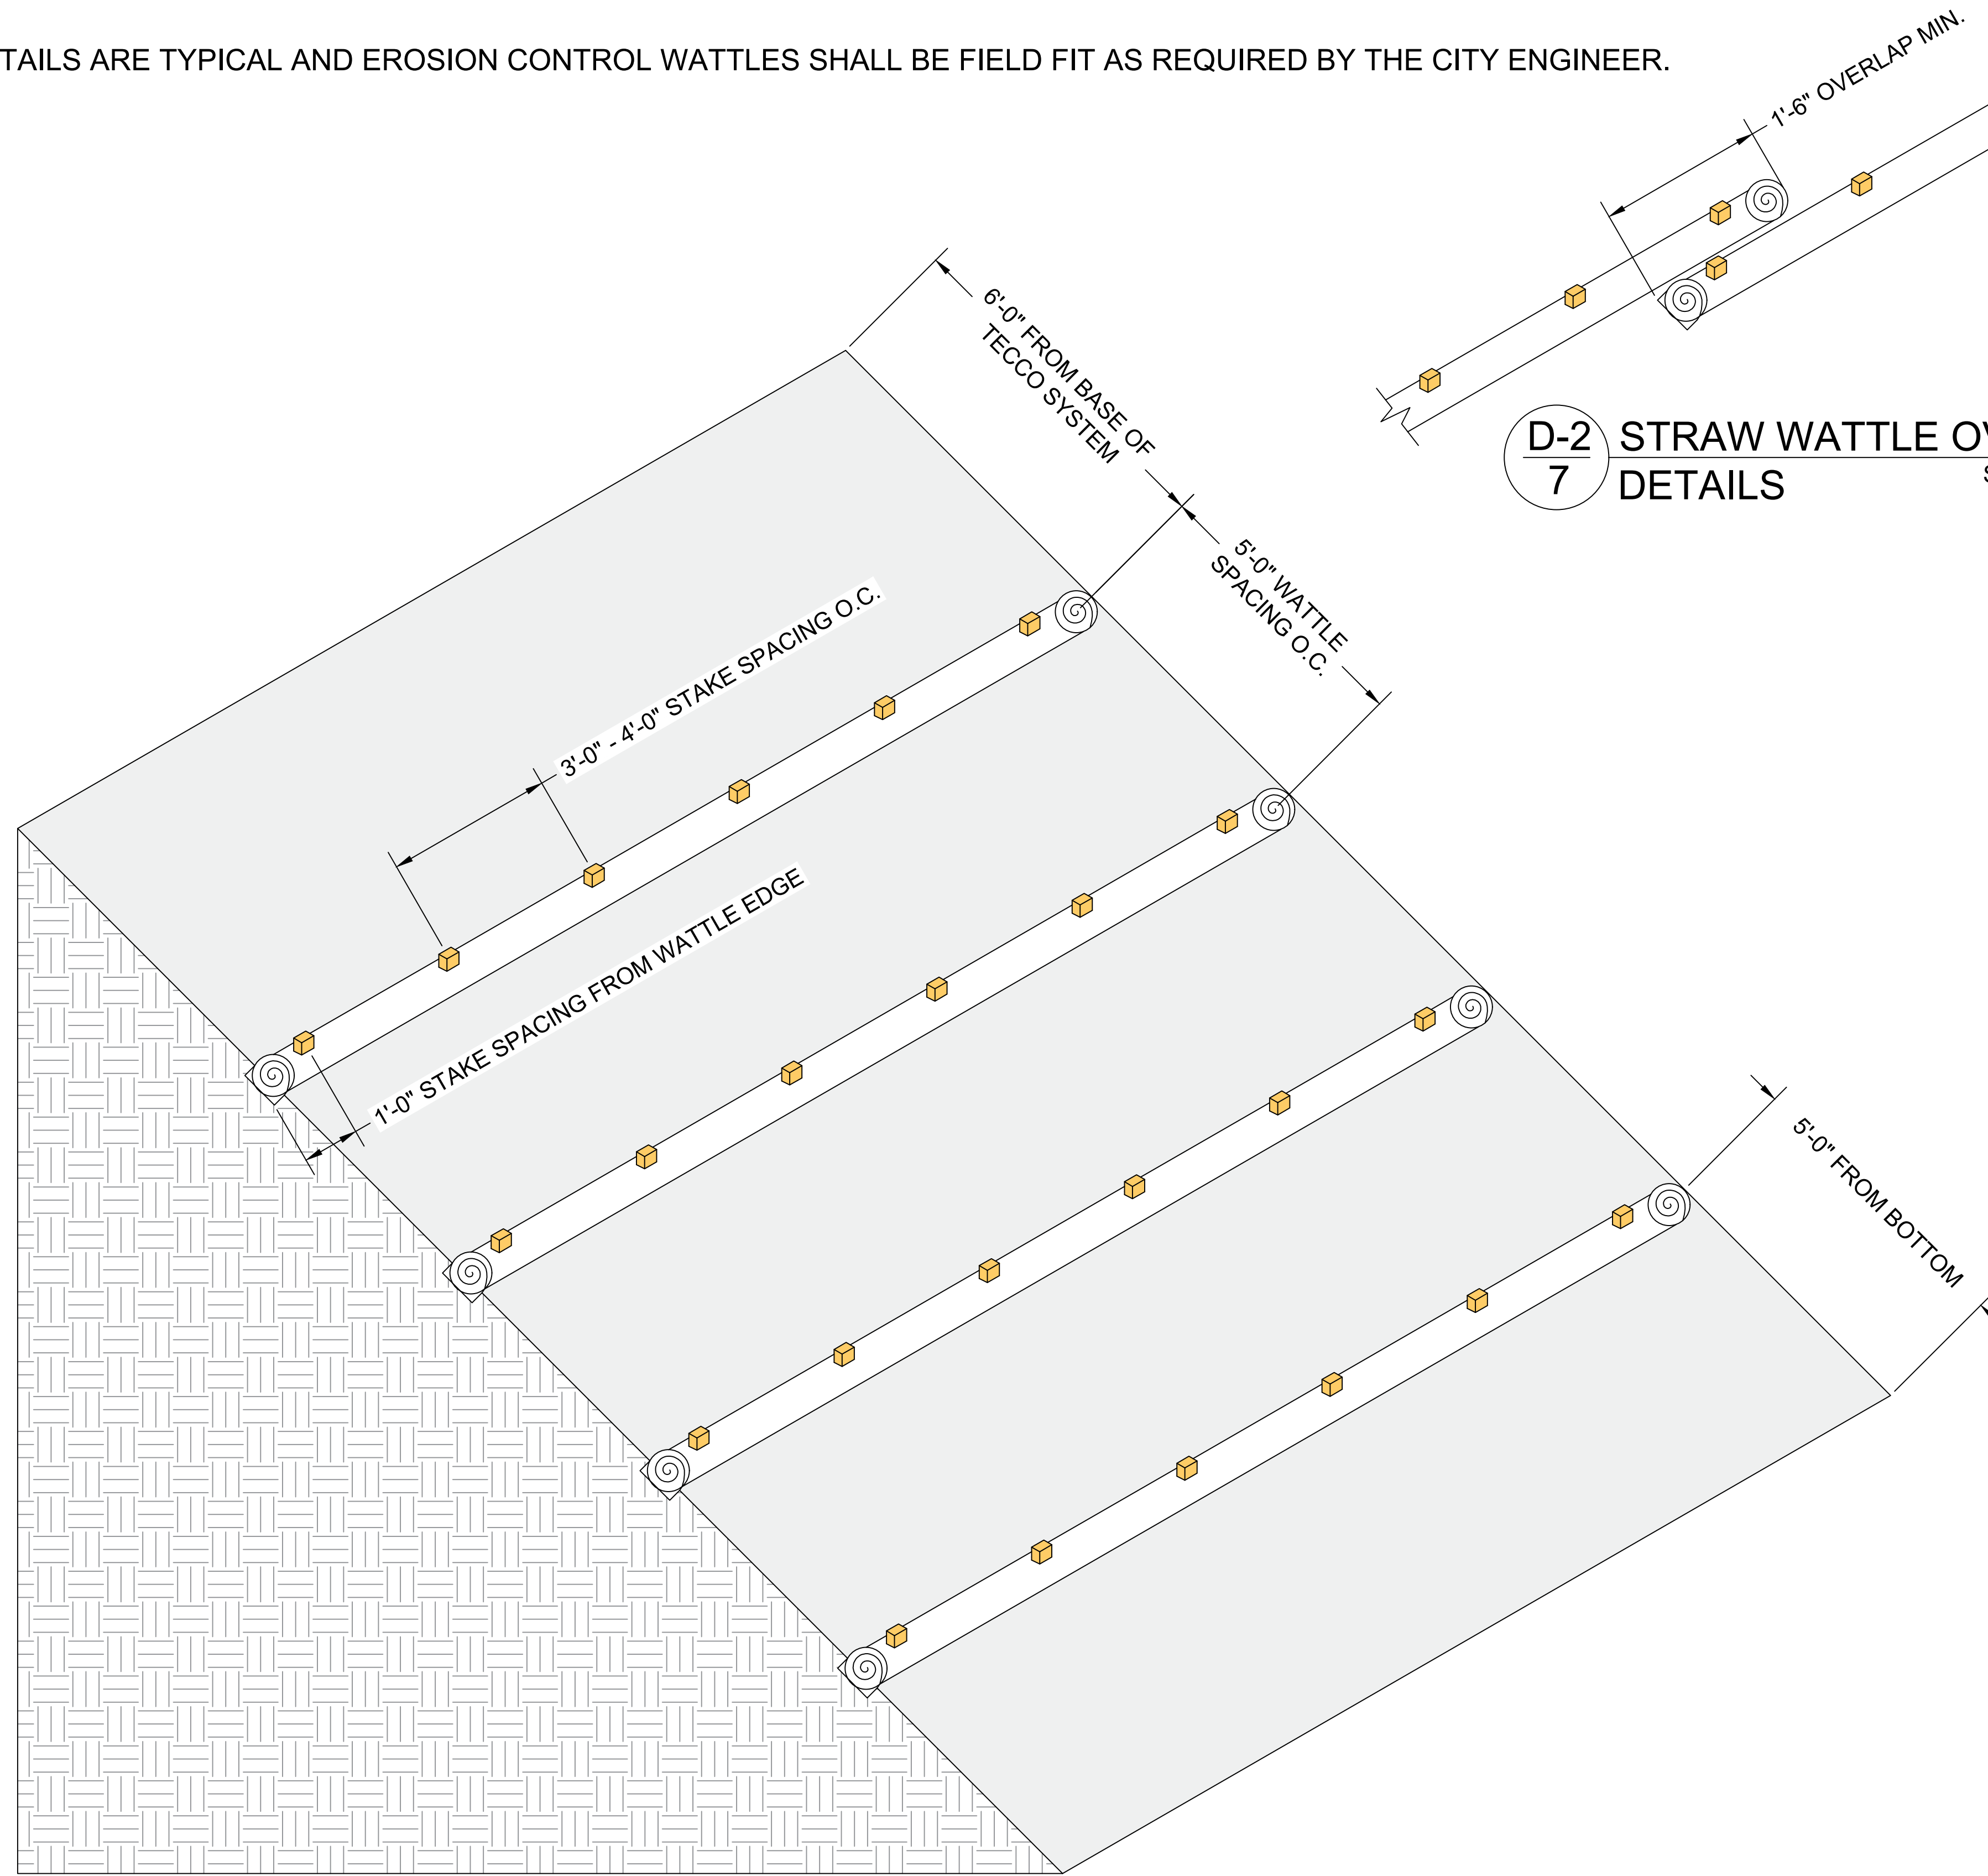 TAILS ARE TYPICAL AND EROSION CONTROL WATTLES SHALL BE FIELD FIT AS REQUIRED BY THE CITY ENGINEER.
1'-6" OVERLAP MIN.
D-2
7
STRAW WATTLE
DETAILS
6'-0" FROM BASE OF
TECCO SYSTEM
5'-0" WATTLE
SPACING O.C.
3'-0" - 4'-0" STAKE SPACING O.C.
1'-0" STAKE SPACING FROM WATTLE EDGE
5'-0" FROM BOTTOM